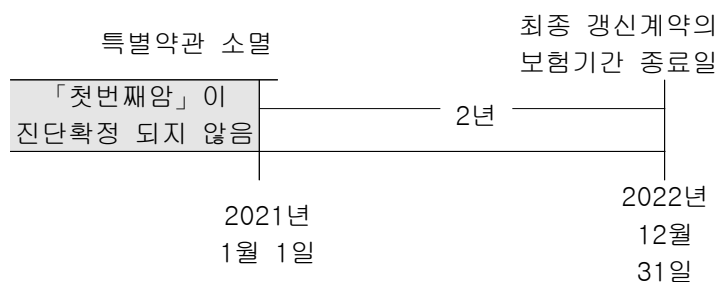 특별약관 소멸
최종 갱신계약의
보험기간 종료일
「첫번째암」이
진단확정 되지 않음
2년
2021년
1월 1일
2022년
12월
31일